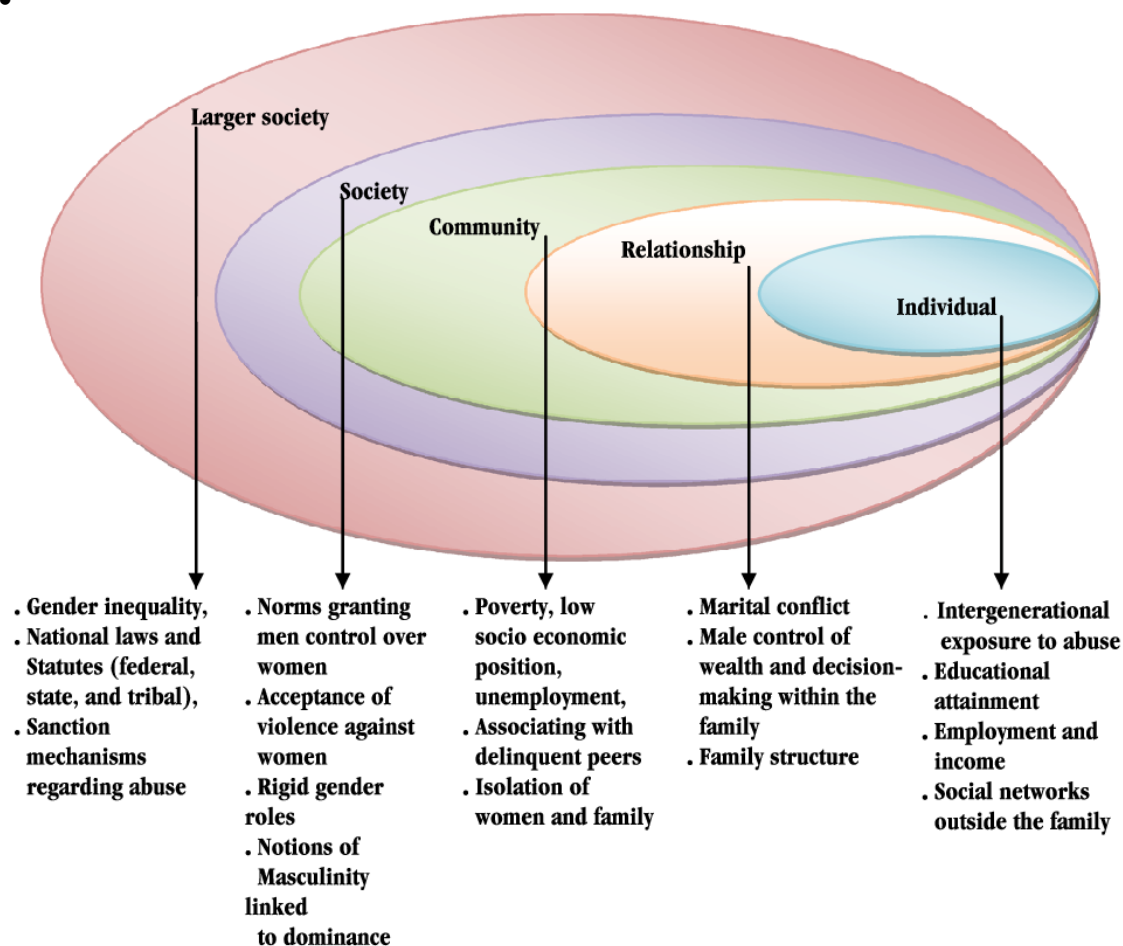 Larger society
Society
Community
Relationship
Individual
. Gender inequality,
. National laws and
Statutes (federal,
state, and tribal),
. Sanction
mechanisms
regarding abuse
. Norms granting
men control over
women
. Acceptance of
violence against
women
. Rigid gender
roles
. Notions of
Masculinity
linked
to dominance
. Poverty, low
socio economic
position,
unemployment,
. Associating with
delinquent peers
. Isolation of
women and family
. Marital conflict
. Male control of
wealth and decision-
making within the
family
. Family structure
. Intergenerational
exposure to abuse
. Educational
attainment
. Employment and
income
. Social networks
outside the family